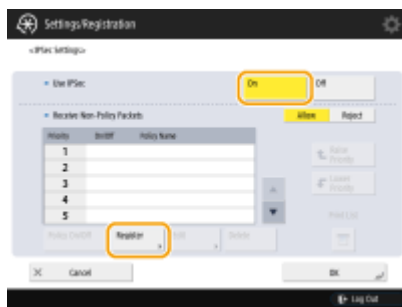 Settings/Registration
<IPSec Settings>
Use IPSec On Off
Receive Non-Policy Packets Allow Reject
Priority On/Off Policy Name
1
Raise Priority
2
3
Lower Priority
4
5
Print List
Policy On/Off Register Edit Delete
Cancel OK
Log Out